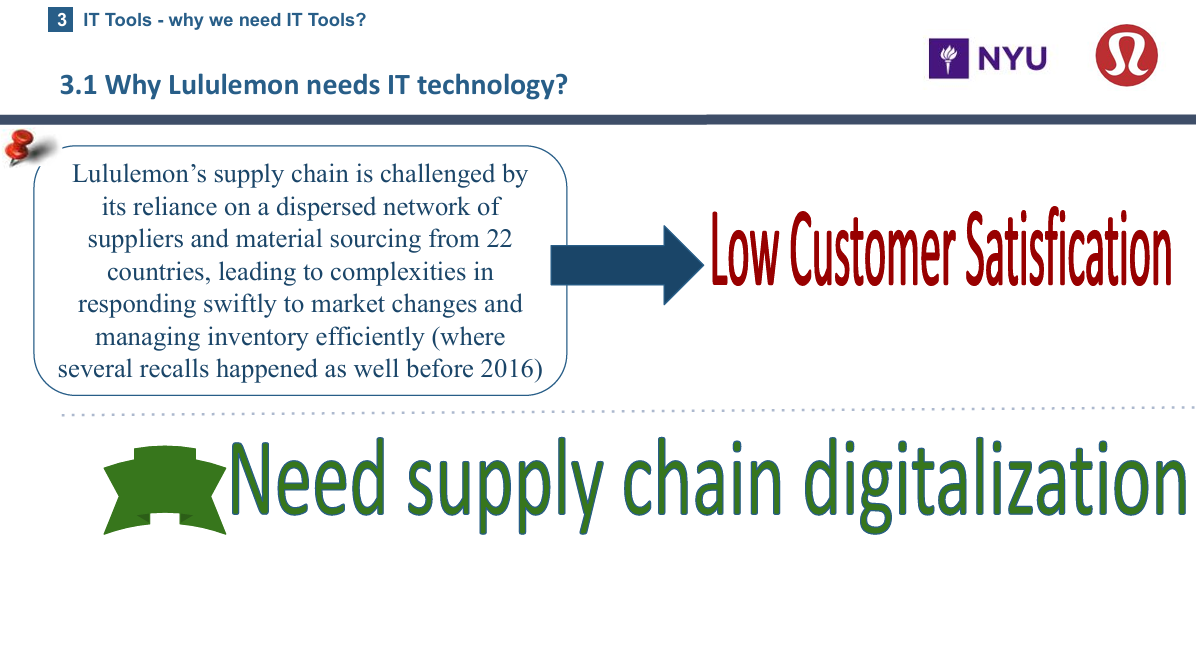 3 IT Tools - why we need IT Tools?
NYU
3.1 Why Lululemon needs IT technology?
Lululemon’s supply chain is challenged by
its reliance on a dispersed network of
suppliers and material sourcing from 22
countries, leading to complexities in
responding swiftly to market changes and
managing inventory efficiently (where
several recalls happened as well before 2016)
Low Customer Satisfication
Need supply chain digitalization